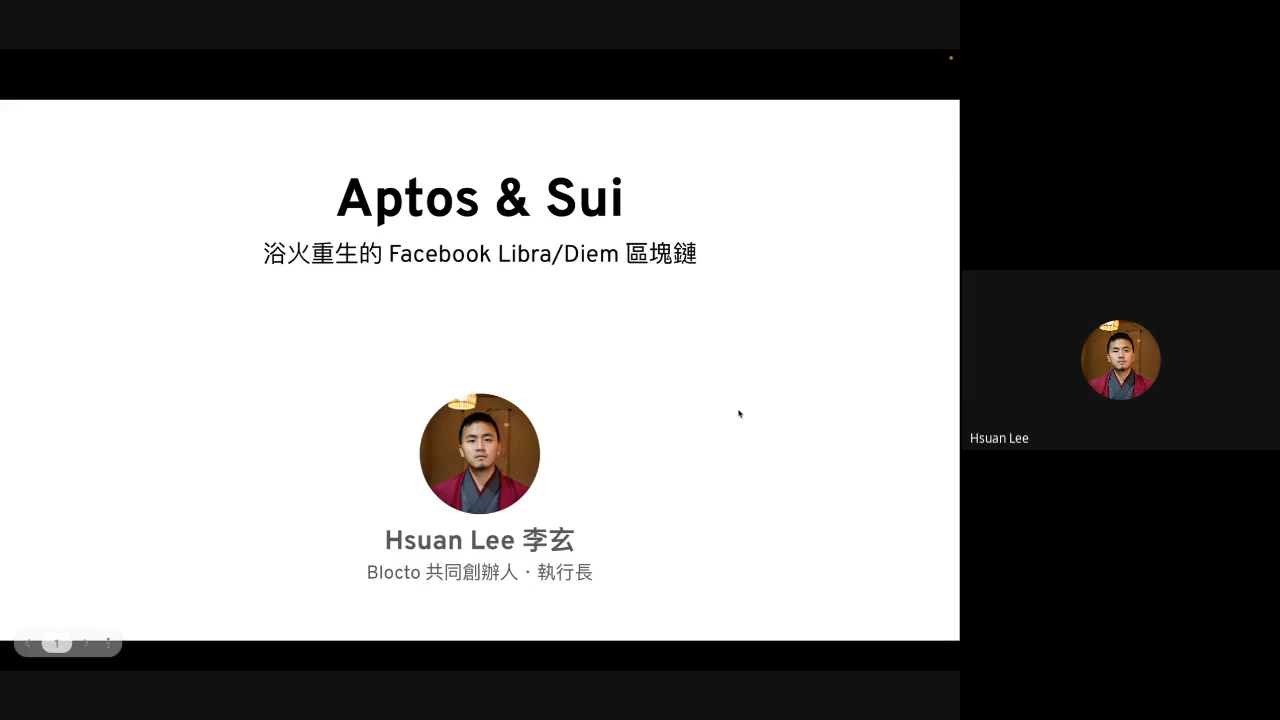 Aptos & Sui
浴火重生的 Facebook Libra/Diem 區塊鏈
Hsuan Lee 李玄
Blocto 共同創辦人．執行長
1
Hsuan Lee